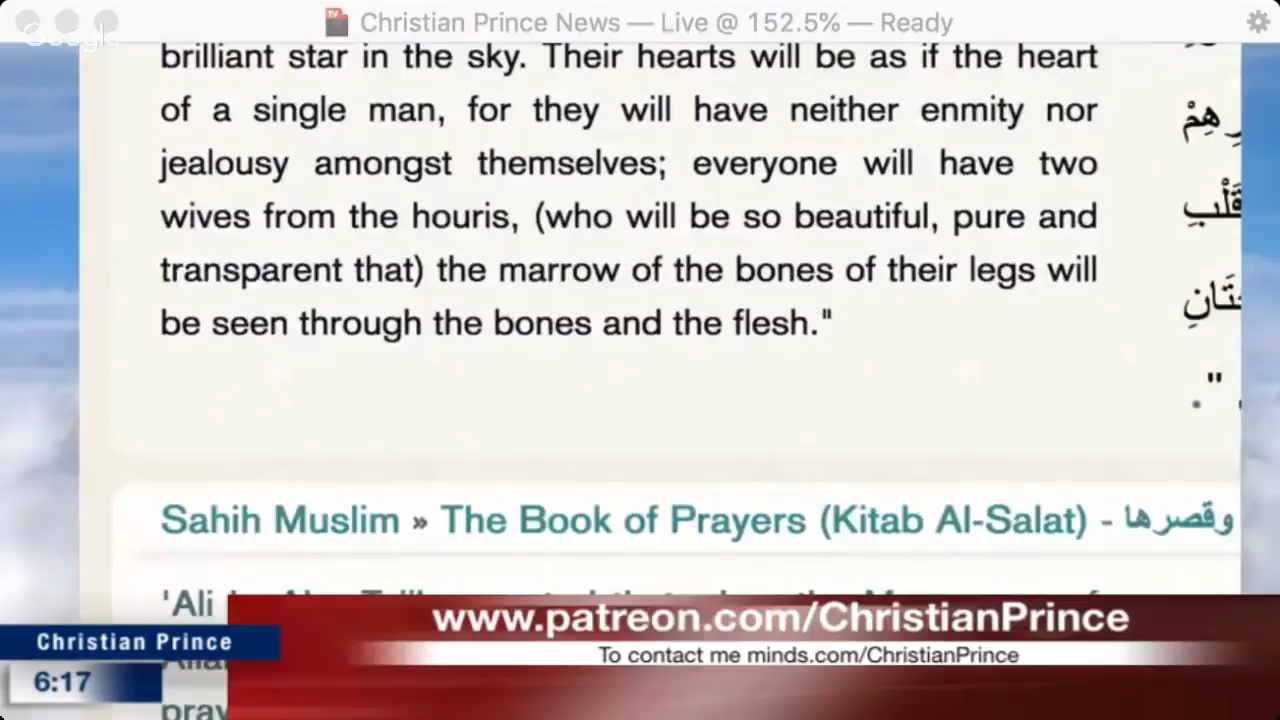 Christian Prince News — Live @ 152.5% — Ready
Google
brilliant star in the sky. Their hearts will be as if the heart
of a single man, for they will have neither enmity nor
jealousy amongst themselves; everyone will have two
wives from the houris, (who will be so beautiful, pure and
transparent that) the marrow of the bones of their legs will
be seen through the bones and the flesh."
Sahih Muslim » The Book of Prayers (Kitab Al-Salat) - وقصرها
'Ali
www.patreon.com/ChristianPrince
Christian Prince
To contact me minds.com/ChristianPrince
6:17